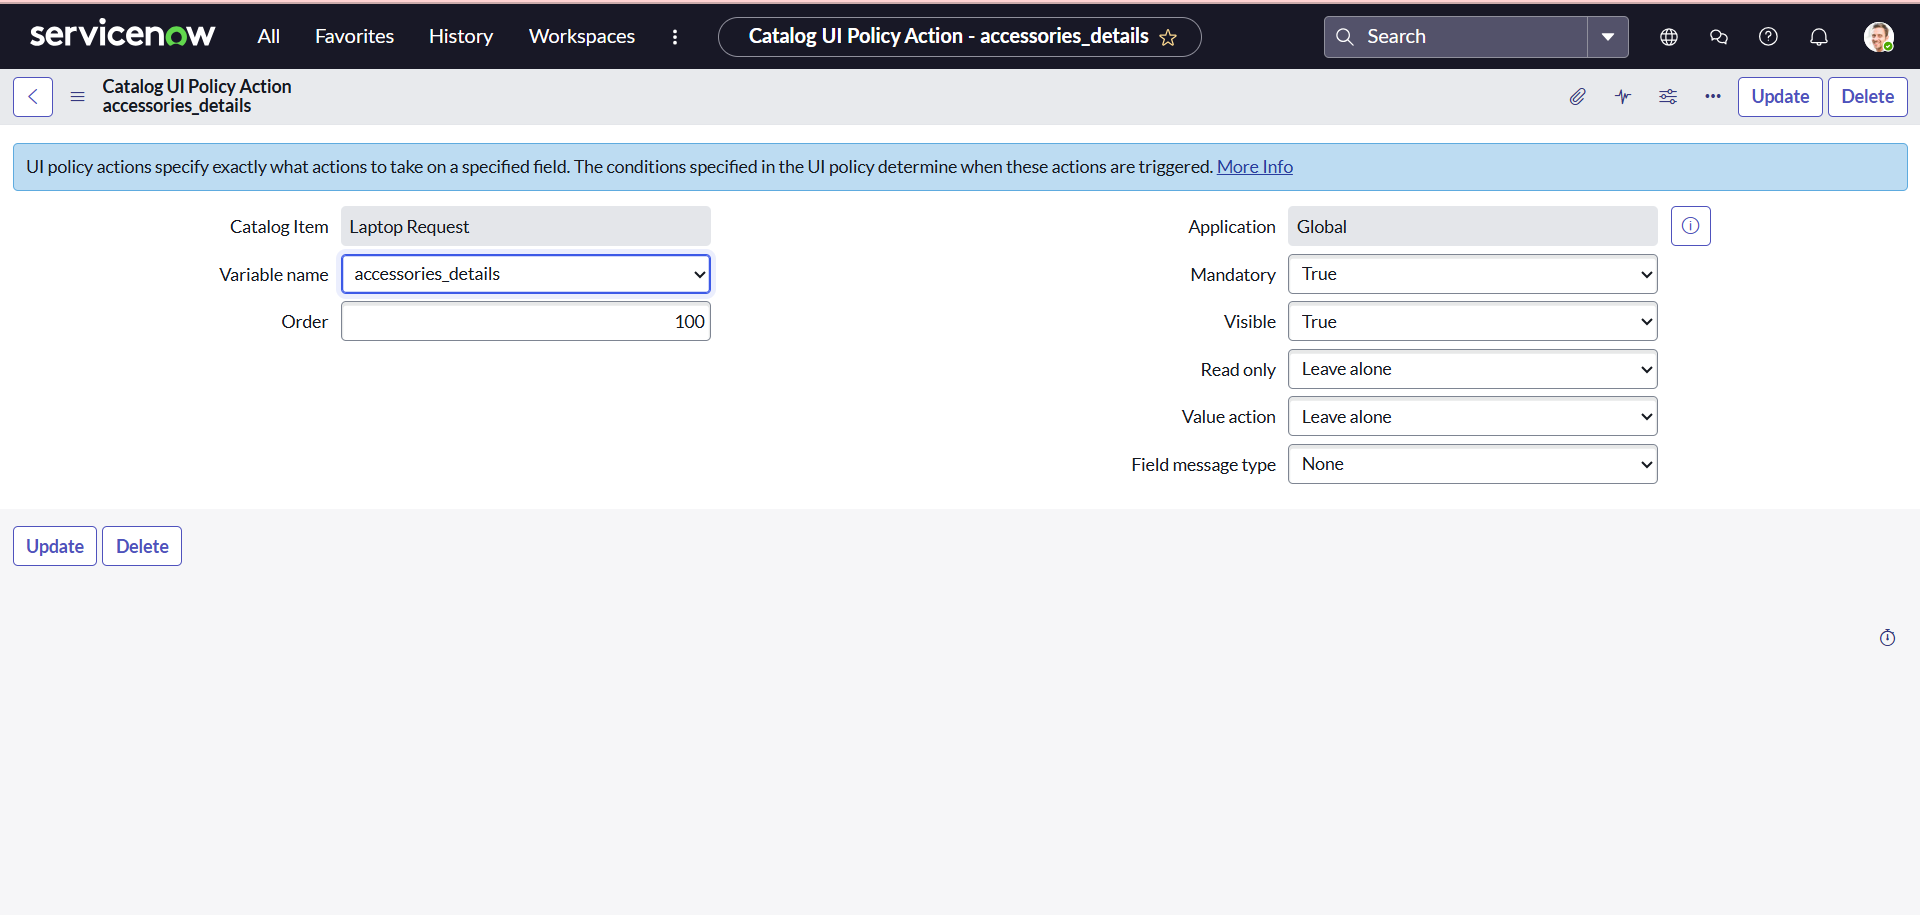 servicenow All Favorites History Workspaces Catalog UI Policy Action - accessories_details Search
Catalog UI Policy Action
accessories_details
Update Delete
UI policy actions specify exactly what actions to take on a specified field. The conditions specified in the UI policy determine when these actions are triggered. More Info
Catalog Item Laptop Request
Variable name accessories_details
Order 100
Application Global
Mandatory True
Visible True
Read only Leave alone
Value action Leave alone
Field message type None
Update Delete